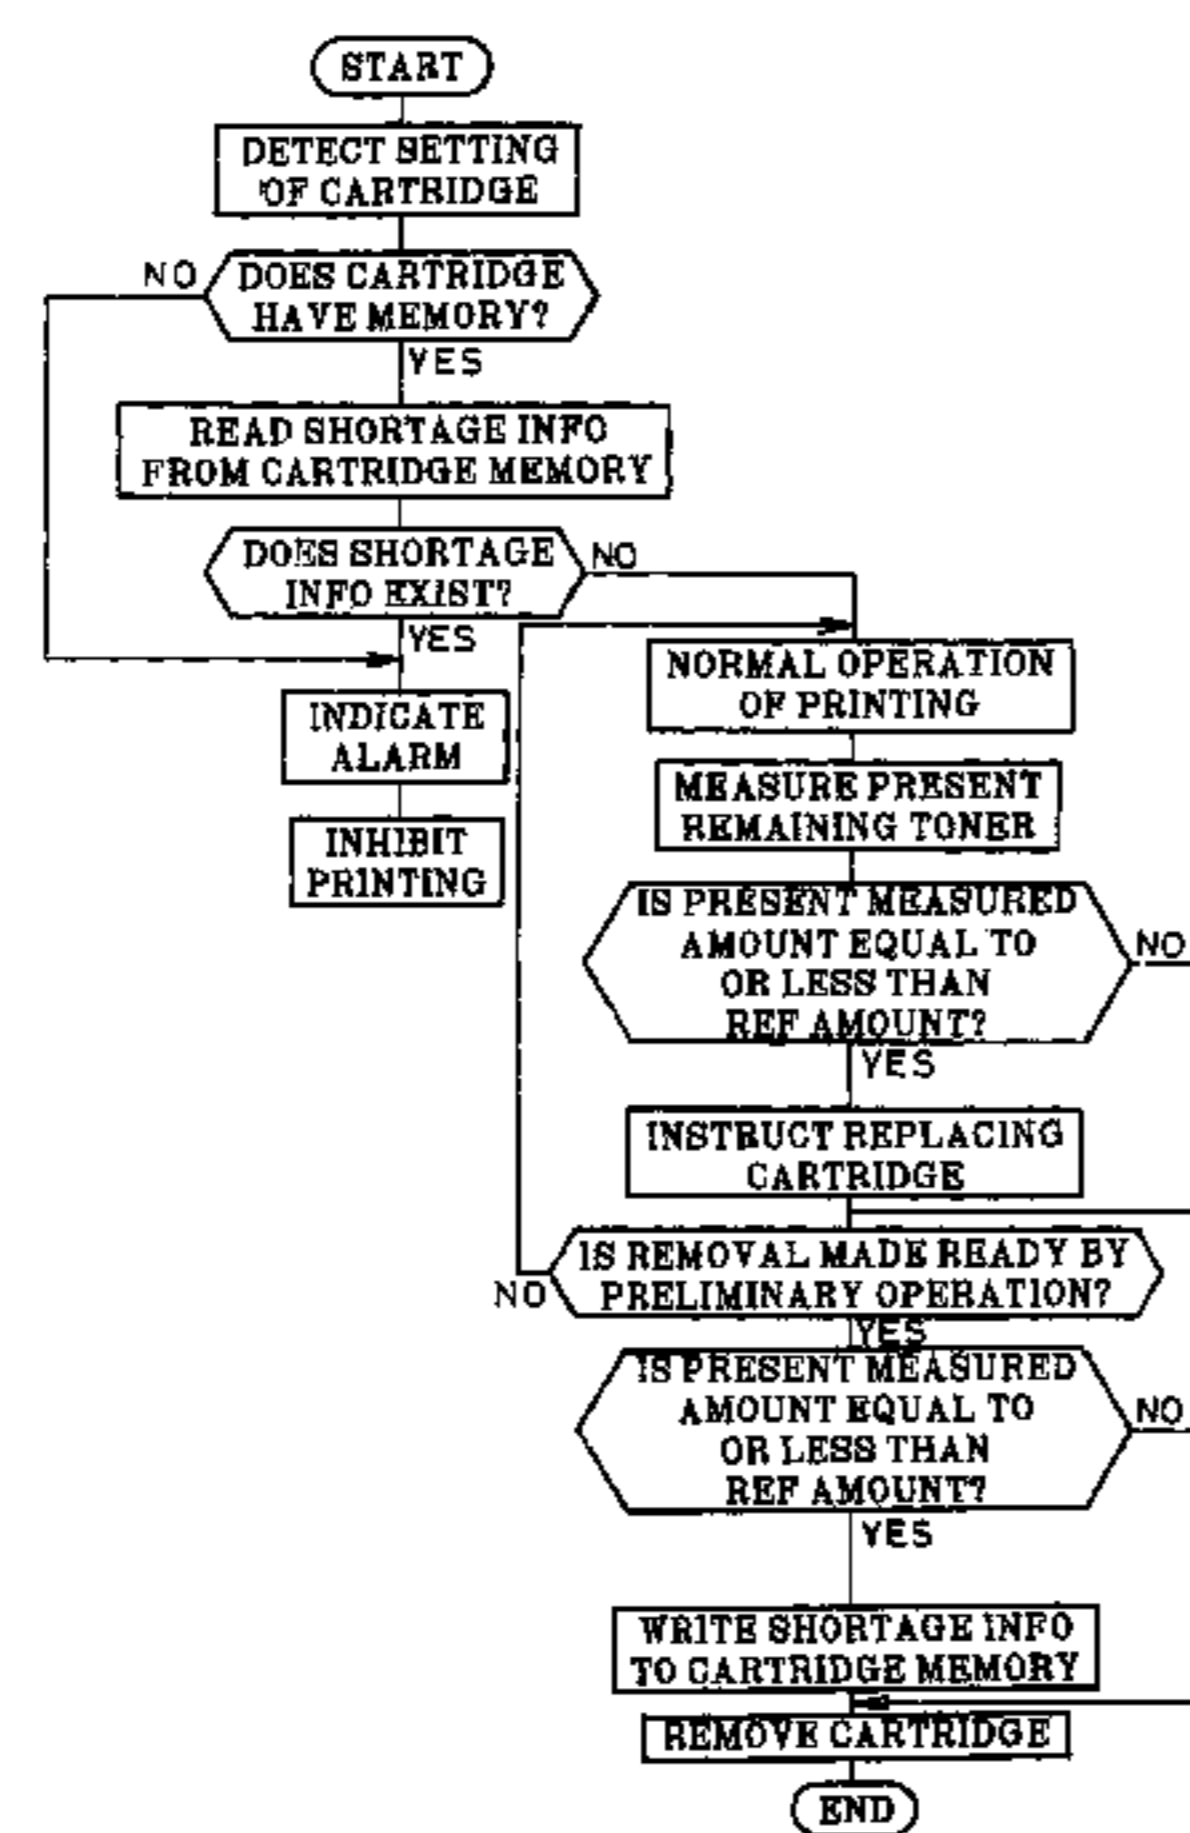 START
DETECT SETTING
OF CARTRIDGE
NO
DOES CARTRIDGE
HAVE MEMORY?
YES
READ SHORTAGE INFO
FROM CARTRIDGE MEMORY
DOES SHORTAGE
INFO EXIST?
NO
YES
INDICATE
ALARM
INHIBIT
PRINTING
NORMAL OPERATION
OF PRINTING
MEASURE PRESENT
REMAINING TONER
IS PRESENT MEASURED
AMOUNT EQUAL TO
OR LESS THAN
REF AMOUNT?
NO
YES
INSTRUCT REPLACING
CARTRIDGE
IS REMOVAL MADE READY BY
PRELIMINARY OPERATION?
NO
YES
IS PRESENT MEASURED
AMOUNT EQUAL TO
OR LESS THAN
REF AMOUNT?
NO
YES
WRITE SHORTAGE INFO
TO CARTRIDGE MEMORY
REMOVE CARTRIDGE
END